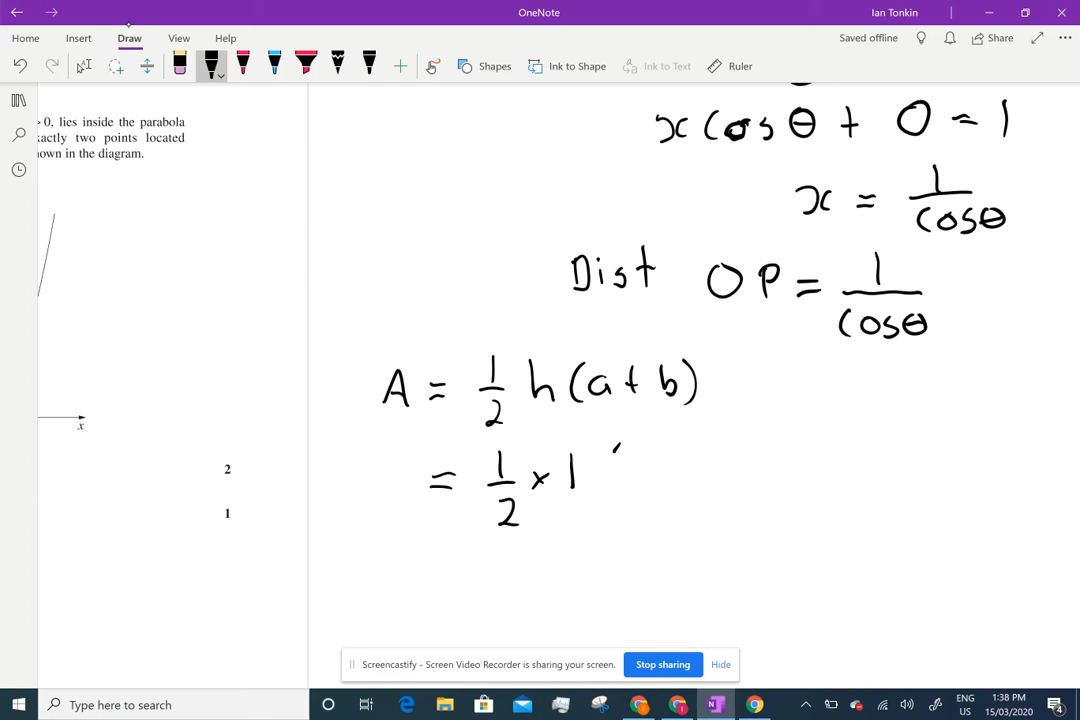 OneNote
Ian Tonkin
Home Insert Draw View Help
Saved offline
Share
Shapes
Ink to Shape
Ink to Text
Ruler
> 0, lies inside the parabola
xactly two points located
nown in the diagram.
x
2
1
x cosθ + 0 = 1
x = 1/cosθ
Dist OP = 1/cosθ
A = 1/2 h(a + b)
= 1/2 × 1
Screencastify - Screen Video Recorder is sharing your screen. Stop sharing Hide
Type here to search
ENG
US
1:38 PM
15/03/2020
4